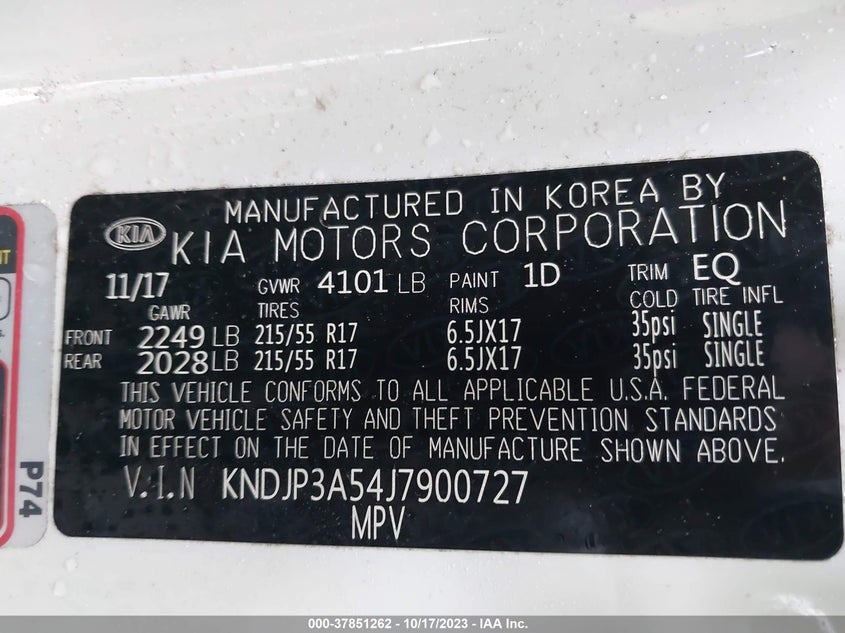 MANUFACTURED IN KOREA BY
KIA KIA MOTORS CORPORATION
11/17 GVWR 4101 LB PAINT 1D TRIM EQ
GAWR TIRES RIMS COLD TIRE INFL
FRONT 2249 LB 215/55 R17 6.5JX17 35psi SINGLE
REAR 2028 LB 215/55 R17 6.5JX17 35psi SINGLE
THIS VEHICLE CONFORMS TO ALL APPLICABLE U.S.A. FEDERAL
MOTOR VEHICLE SAFETY AND THEFT PREVENTION STANDARDS
IN EFFECT ON THE DATE OF MANUFACTURE SHOWN ABOVE.
V.I.N KNDJP3A54J7900727
MPV
P74
000-37851262 - 10/17/2023 - IAA Inc.